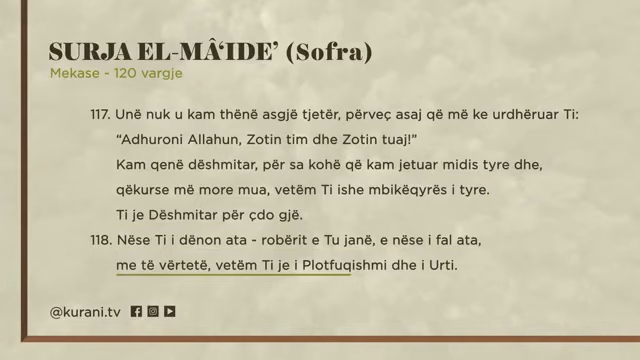 SURJA EL-MÂ‘IDE’ (Sofra)
Mekase - 120 vargje
117. Unë nuk u kam thënë asgjë tjetër, përveç asaj që më ke urdhëruar Ti:
“Adhuroni Allahun, Zotin tim dhe Zotin tuaj!”
Kam qenë dëshmitar, për sa kohë që kam jetuar midis tyre dhe,
qëkurse më more mua, vetëm Ti ishe mbikëqyrës i tyre.
Ti je Dëshmitar për çdo gjë.
118. Nëse Ti i dënon ata - robërit e Tu janë, e nëse i fal ata,
me të vërtetë, vetëm Ti je i Plotfuqishmi dhe i Urti.
@kurani.tv